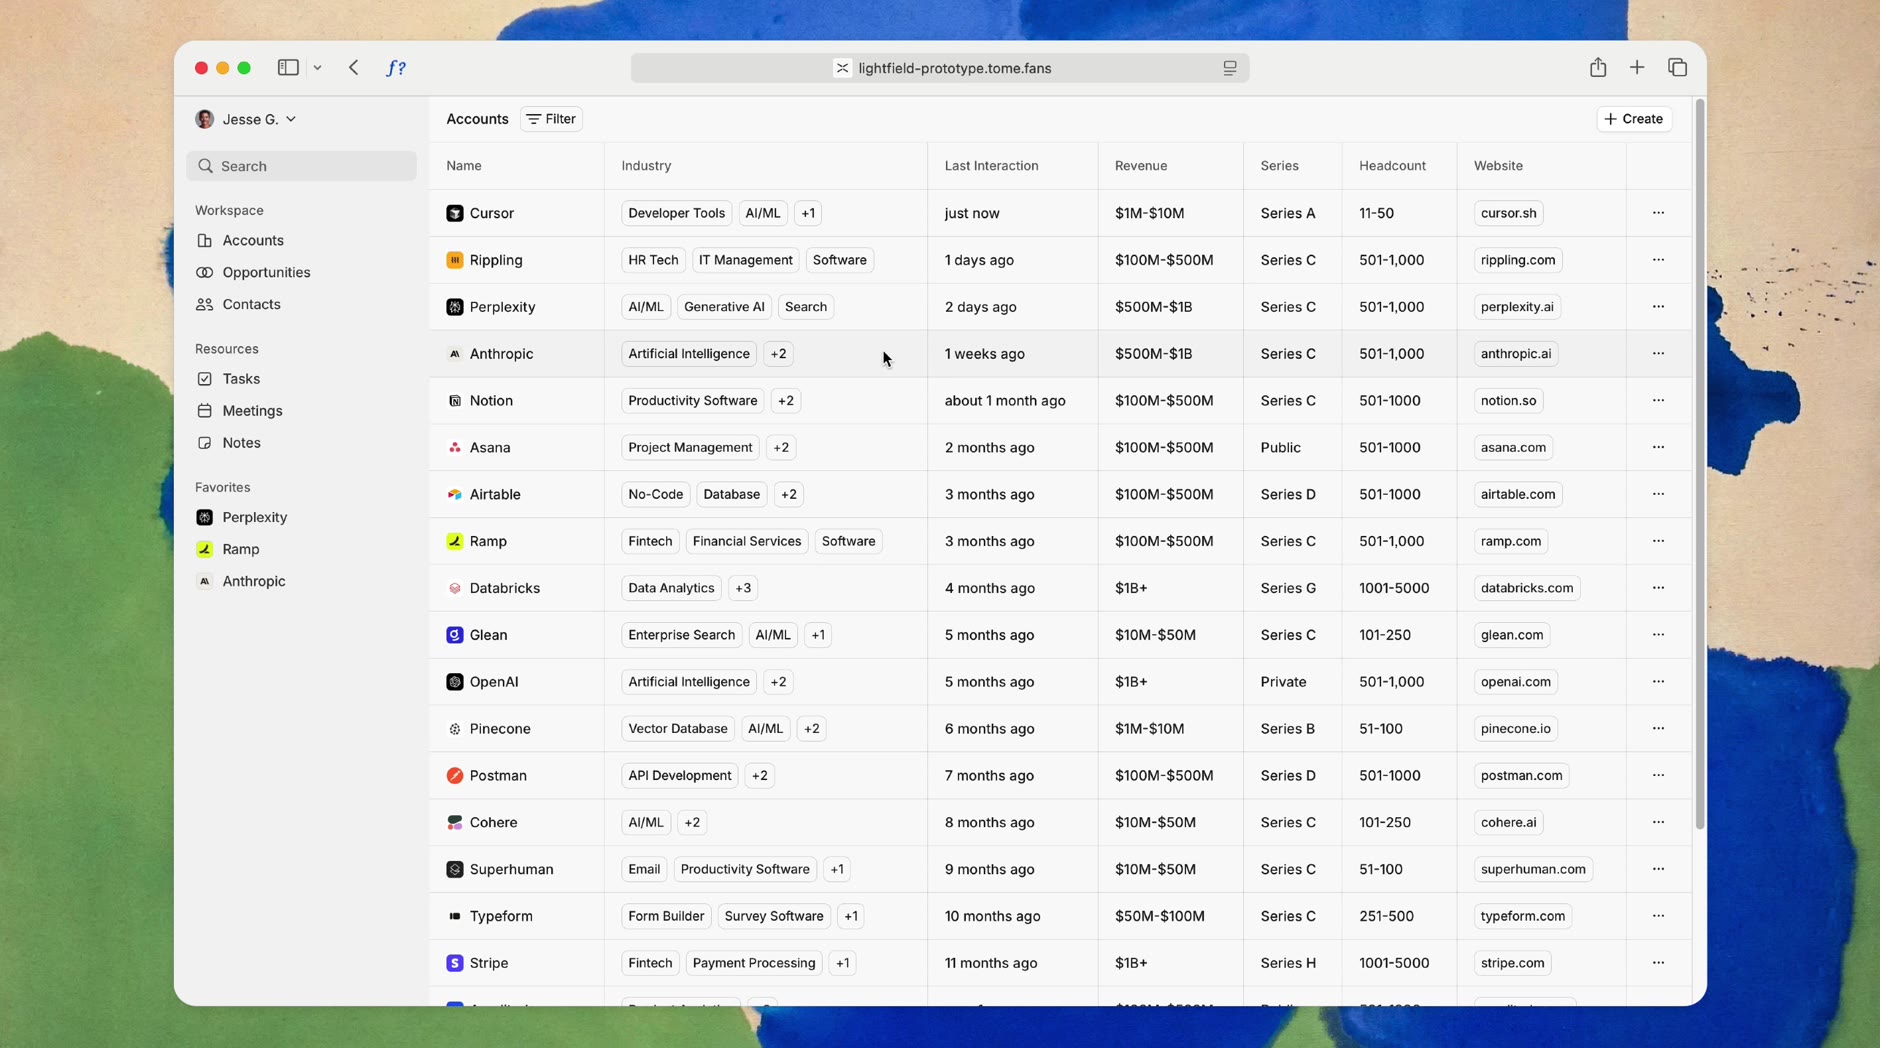 f?
lightfield-prototype.tome.fans
Jesse G.
Search
Workspace
Accounts
Opportunities
Contacts
Resources
Tasks
Meetings
Notes
Favorites
Perplexity
Ramp
Anthropic
Accounts Filter + Create
Name Industry Last Interaction Revenue Series Headcount Website
Cursor Developer Tools AI/ML +1 just now $1M-$10M Series A 11-50 cursor.sh
Rippling HR Tech IT Management Software 1 days ago $100M-$500M Series C 501-1,000 rippling.com
Perplexity AI/ML Generative AI Search 2 days ago $500M-$1B Series C 501-1,000 perplexity.ai
Anthropic Artificial Intelligence +2 1 weeks ago $500M-$1B Series C 501-1,000 anthropic.ai
Notion Productivity Software +2 about 1 month ago $100M-$500M Series C 501-1000 notion.so
Asana Project Management +2 2 months ago $100M-$500M Public 501-1000 asana.com
Airtable No-Code Database +2 3 months ago $100M-$500M Series D 501-1000 airtable.com
Ramp Fintech Financial Services Software 3 months ago $100M-$500M Series C 501-1,000 ramp.com
Databricks Data Analytics +3 4 months ago $1B+ Series G 1001-5000 databricks.com
Glean Enterprise Search AI/ML +1 5 months ago $10M-$50M Series C 101-250 glean.com
OpenAI Artificial Intelligence +2 5 months ago $1B+ Private 501-1,000 openai.com
Pinecone Vector Database AI/ML +2 6 months ago $1M-$10M Series B 51-100 pinecone.io
Postman API Development +2 7 months ago $100M-$500M Series D 501-1000 postman.com
Cohere AI/ML +2 8 months ago $10M-$50M Series C 101-250 cohere.ai
Superhuman Email Productivity Software +1 9 months ago $10M-$50M Series C 51-100 superhuman.com
Typeform Form Builder Survey Software +1 10 months ago $50M-$100M Series C 251-500 typeform.com
Stripe Fintech Payment Processing +1 11 months ago $1B+ Series H 1001-5000 stripe.com